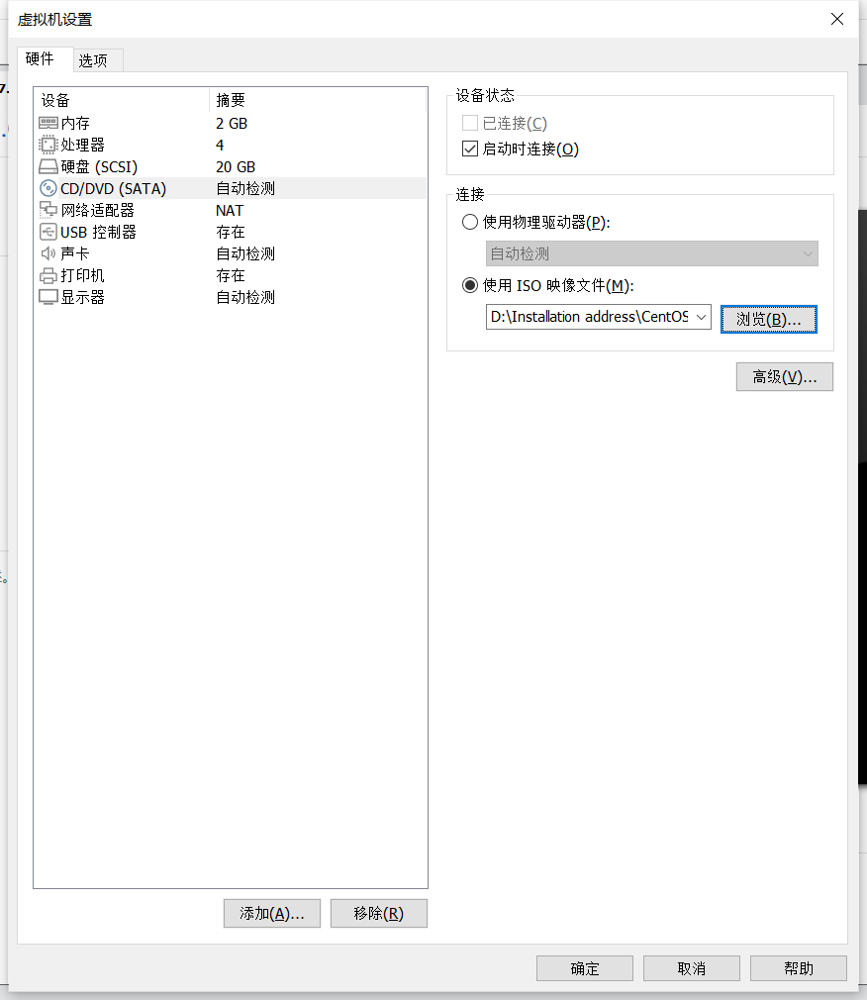 虚拟机设置
硬件 选项
设备 摘要
内存 2 GB
处理器 4
硬盘 (SCSI) 20 GB
CD/DVD (SATA) 自动检测
网络适配器 NAT
USB 控制器 存在
声卡 自动检测
打印机 存在
显示器 自动检测
添加(A)... 移除(R)
设备状态
已连接(C)
启动时连接(O)
连接
使用物理驱动器(P):
自动检测
使用 ISO 映像文件(M):
D:\Installation address\CentOS 浏览(B)...
高级(V)...
确定 取消 帮助
7.